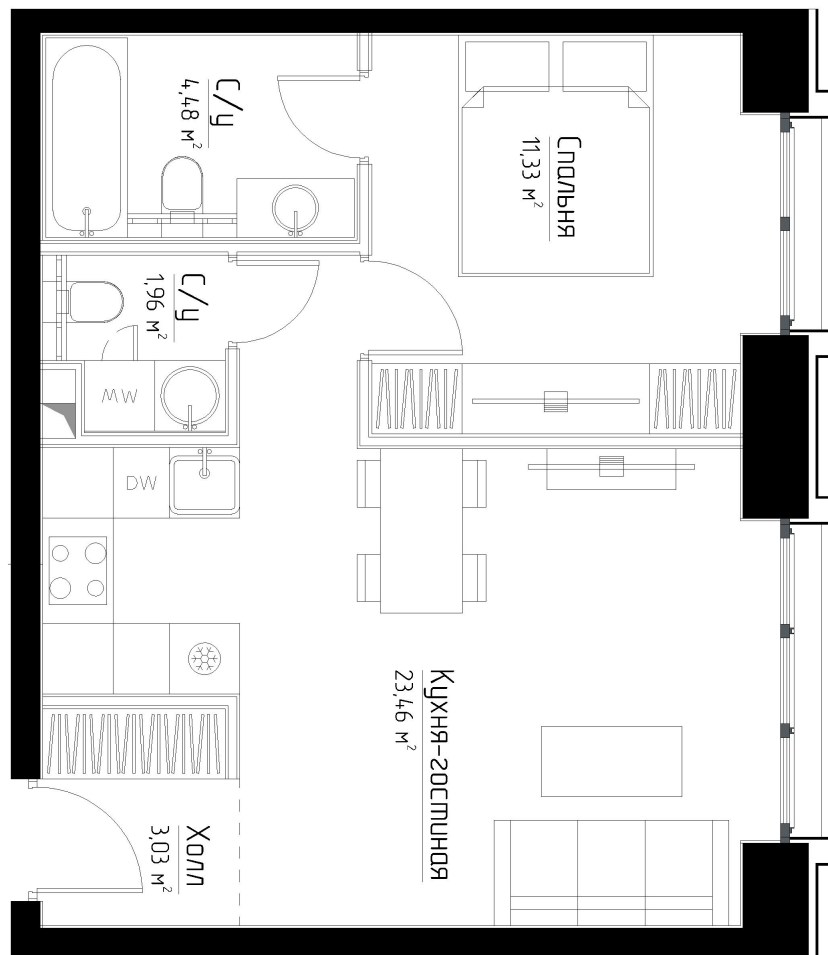 С/у
4,48 м²
Спальня
11,33 м²
С/у
1,96 м²
MW
DW
Кухня-гостиная
23,46 м²
Холл
3,03 м²